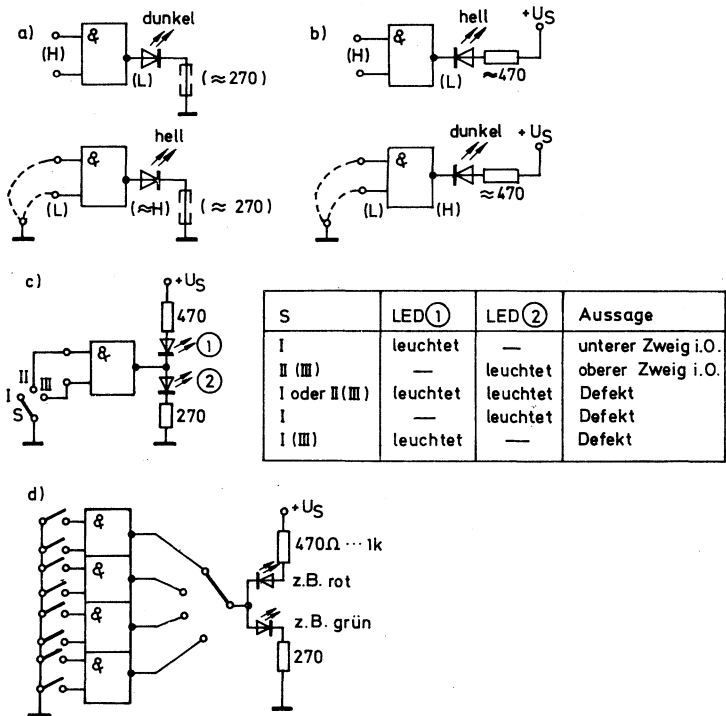 a)
dunkel
&
(H)
(L)
(≈270)
hell
&
(L)
(≈H)
(≈ 270)
b)
hell
+US
&
(H)
(L)
≈470
dunkel
+US
&
(L)
(H)
≈470
c)
+US
470
1
2
270
II
III
I
S
&
S LED 1 LED 2 Aussage
I leuchtet — unterer Zweig i.O.
II (III) — leuchtet oberer Zweig i.O.
I oder II (III) leuchtet leuchtet Defekt
I — leuchtet Defekt
I (III) leuchtet — Defekt
d)
&
&
&
&
+US
470Ω ··· 1k
z.B. rot
z.B. grün
270